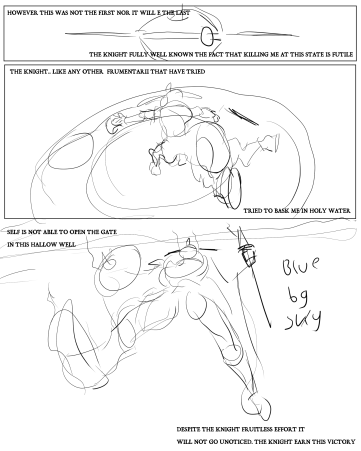 HOWEVER THIS WAS NOT THE FIRST NOR IT WILL E THE LAST
THE KNIGHT FULLY WELL KNOWN THE FACT THAT KILLING ME AT THIS STATE IS FUTILE
THE KNIGHT.. LIKE ANY OTHER FRUMENTARII THAT HAVE TRIED
TRIED TO BASK ME IN HOLY WATER
SELF IS NOT ABLE TO OPEN THE GATE
IN THIS HALLOW WELL
Blue
bg
sky
DESPITE THE KNIGHT FRUITLESS EFFORT IT
WILL NOT GO UNOTICED. THE KNIGHT EARN THIS VICTORY